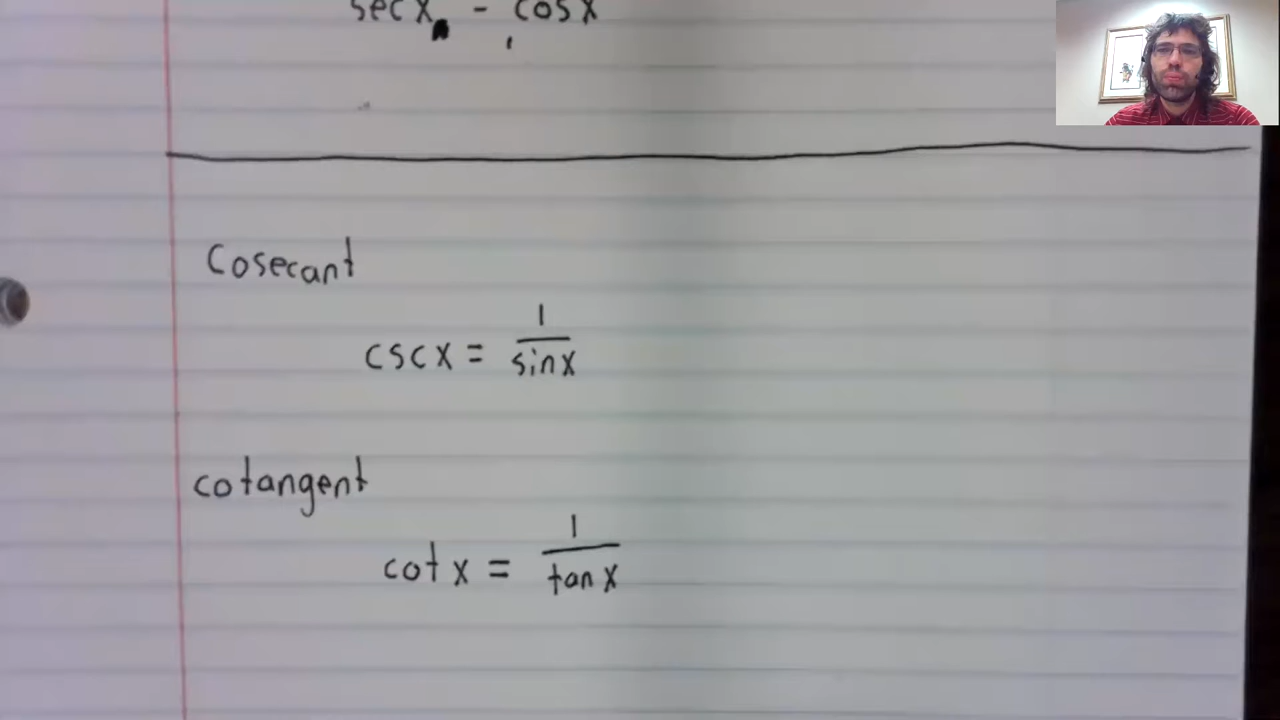 sec x - cos x
Cosecant
csc x = 1/sin x
cotangent
cot x = 1/tan x